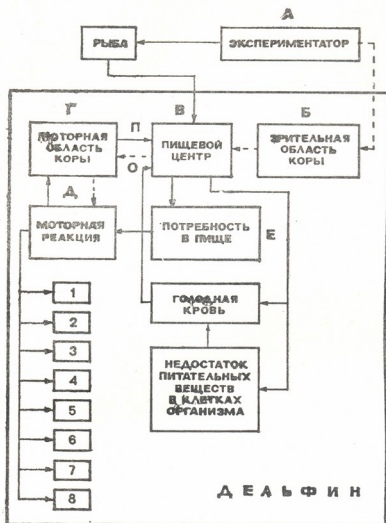 А
РЫБА
ЭКСПЕРИМЕНТАТОР
Г
П
В
Б
МОТОРНАЯ
ОБЛАСТЬ
КОРЫ
ПИЩЕВОЙ
ЦЕНТР
ЗРИТЕЛЬНАЯ
ОБЛАСТЬ
КОРЫ
О
Д
МОТОРНАЯ
РЕАКЦИЯ
ПОТРЕБНОСТЬ
В ПИЩЕ
Е
ГОЛОДНАЯ
КРОВЬ
НЕДОСТАТОК
ПИТАТЕЛЬНЫХ
ВЕЩЕСТВ
В КЛЕТКАХ
ОРГАНИЗМА
1
2
3
4
5
6
7
8
ДЕЛЬФИН